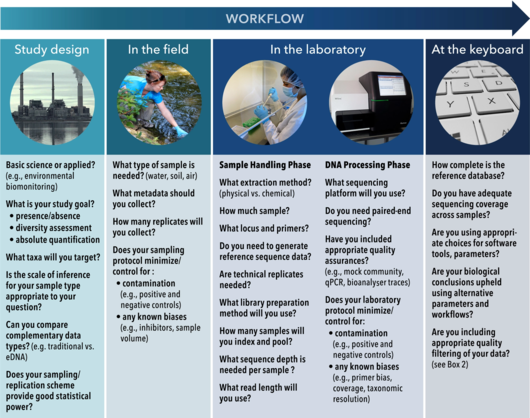 WORKFLOW
Study design
Basic science or applied?
(e.g., environmental
biomonitoring)
What is your study goal?
• presence/absence
• diversity assessment
• absolute quantification
What taxa will you target?
Is the scale of inference
for your sample type
appropriate to your
question?
Can you compare
complementary data
types? (e.g. traditional vs.
eDNA)
Does your sampling/
replication scheme
provide good statistical
power?
In the field
What type of sample is
needed? (water, soil, air)
What metadata should
you collect?
How many replicates will
you collect?
Does your sampling
protocol minimize/
control for :
• contamination
(e.g., positive and
negative controls)
• any known biases
(e.g., inhibitors, sample
volume)
In the laboratory
Sample Handling Phase
What extraction method?
(physical vs. chemical)
How much sample?
What locus and primers?
Do you need to generate
reference sequence data?
Are technical replicates
needed?
What library preparation
method will you use?
How many samples will
you index and pool?
What sequence depth is
needed per sample ?
What read length will
you use?
DNA Processing Phase
What sequencing
platform will you use?
Do you need paired-end
sequencing?
Have you included
appropriate quality
assurances?
(e.g., mock community,
qPCR, bioanalyser traces)
Does your laboratory
protocol minimize/
control for:
• contamination
(e.g., positive and
negative controls)
• any known biases
(e.g., primer bias,
coverage, taxonomic
resolution)
At the keyboard
How complete is the
reference database?
Do you have adequate
sequencing coverage
across samples?
Are you using appropri-
ate choices for software
tools, parameters?
Are your biological
conclusions upheld
using alternative
parameters and
workflows?
Are you including
appropriate quality
filtering of your data?
(see Box 2)